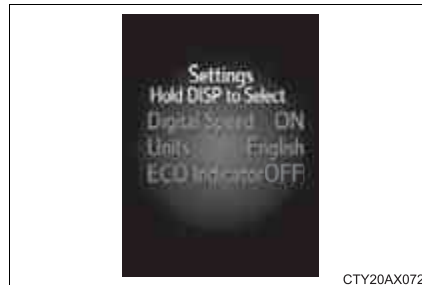 Settings
Hold DISP to Select
Digital Speed ON
Units English
ECO Indicator OFF
CTY20AX072